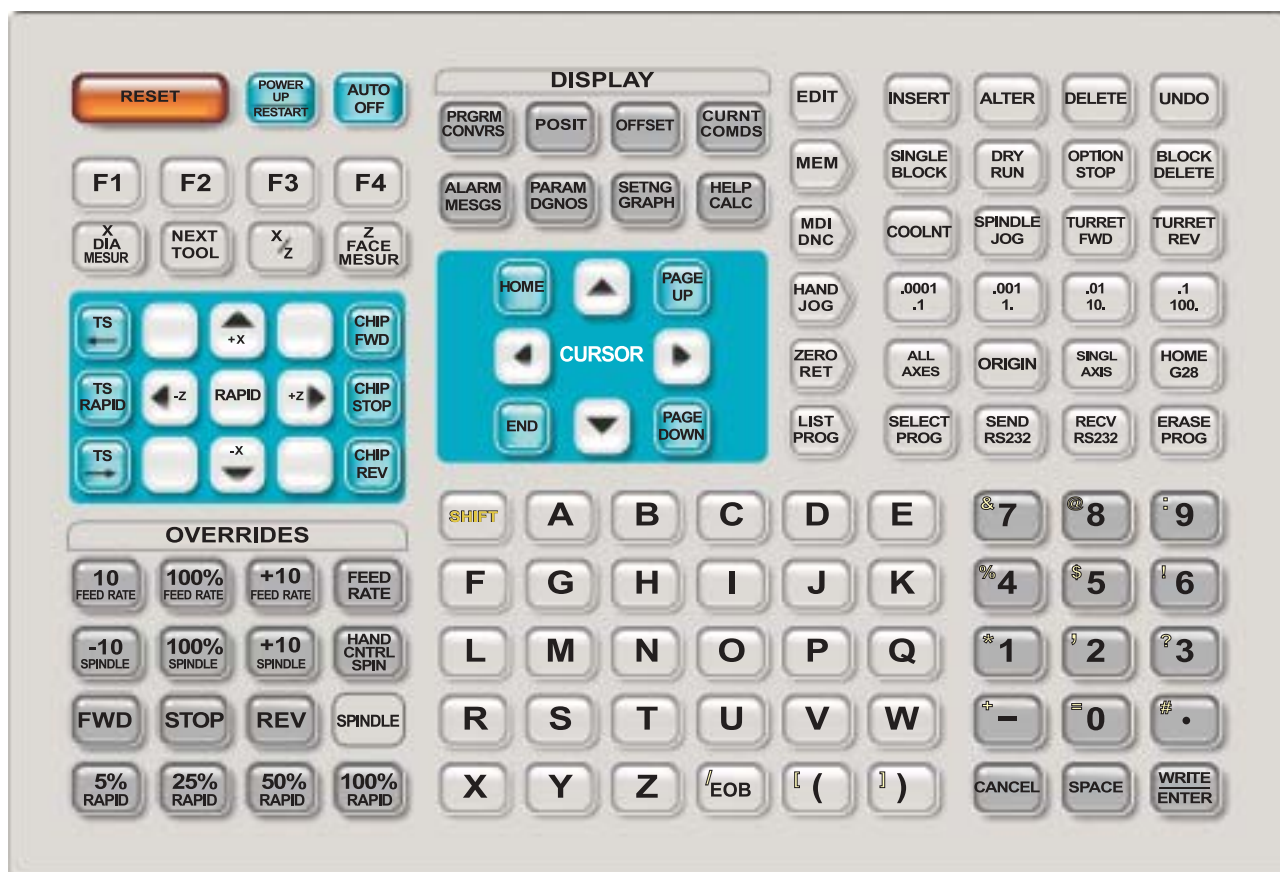 RESET
POWER
UP
RESTART
AUTO
OFF
F1
F2
F3
F4
X
DIA
MESUR
NEXT
TOOL
X/Z
Z
FACE
MESUR
TS
+X
CHIP
FWD
TS
RAPID
-Z
RAPID
+Z
CHIP
STOP
TS
-X
CHIP
REV
OVERRIDES
10
FEED RATE
100%
FEED RATE
+10
FEED RATE
FEED
RATE
-10
SPINDLE
100%
SPINDLE
+10
SPINDLE
HAND
CNTRL
SPIN
FWD
STOP
REV
SPINDLE
5%
RAPID
25%
RAPID
50%
RAPID
100%
RAPID
DISPLAY
PRGRM
CONVRS
POSIT
OFFSET
CURNT
COMDS
ALARM
MESGS
PARAM
DGNOS
SETNG
GRAPH
HELP
CALC
HOME
PAGE
UP
CURSOR
END
PAGE
DOWN
EDIT
INSERT
ALTER
DELETE
UNDO
MEM
SINGLE
BLOCK
DRY
RUN
OPTION
STOP
BLOCK
DELETE
MDI
DNC
COOLNT
SPINDLE
JOG
TURRET
FWD
TURRET
REV
HAND
JOG
.0001
.1
.001
1.
.01
10.
.1
100.
ZERO
RET
ALL
AXES
ORIGIN
SINGL
AXIS
HOME
G28
LIST
PROG
SELECT
PROG
SEND
RS232
RECV
RS232
ERASE
PROG
SHIFT
A
B
C
D
E
F
G
H
I
J
K
L
M
N
O
P
Q
R
S
T
U
V
W
X
Y
Z
/ EOB
[ (
] )
& 7
@ 8
: 9
% 4
$ 5
! 6
* 1
, 2
? 3
+ -
= 0
# .
CANCEL
SPACE
WRITE
ENTER